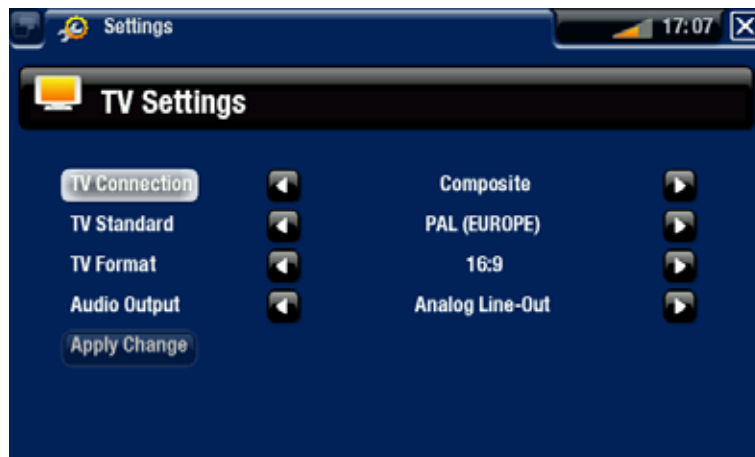 Settings 17:07
TV Settings
TV Connection Composite
TV Standard PAL (EUROPE)
TV Format 16:9
Audio Output Analog Line-Out
Apply Change